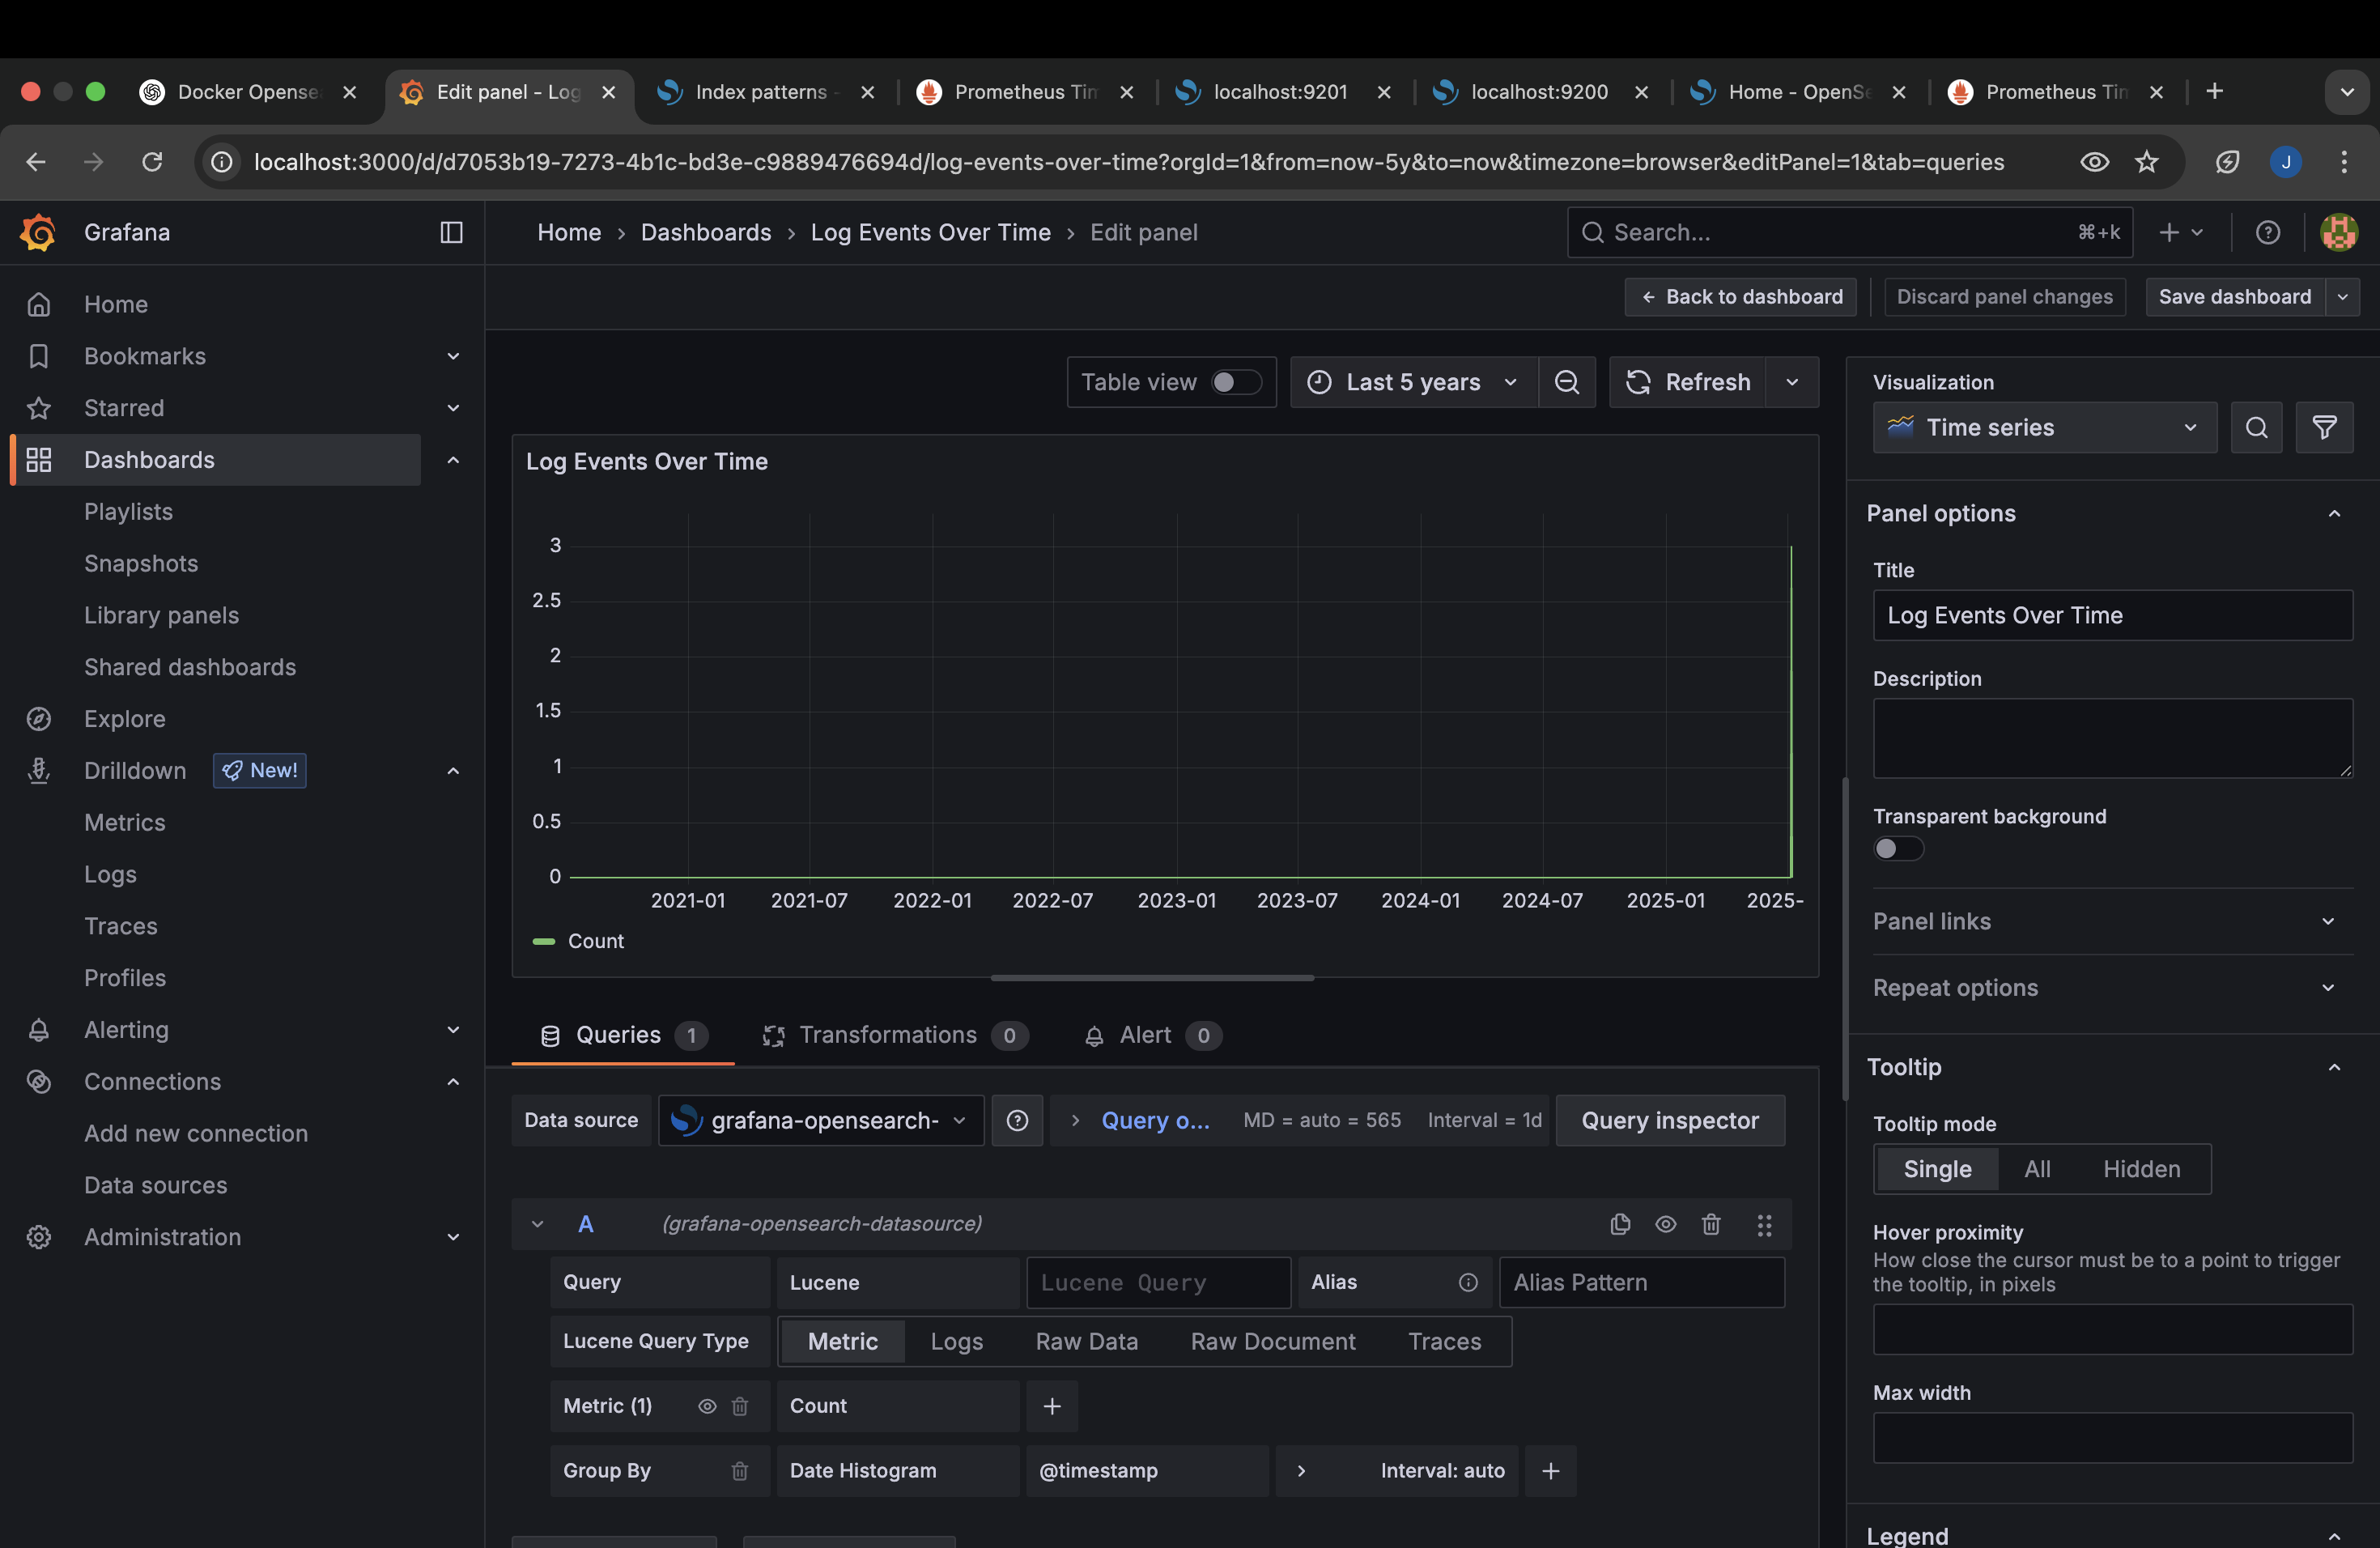 Docker Opense
Edit panel - Log
Index patterns -
Prometheus Tim
localhost:9201
localhost:9200
Home - OpenSe
Prometheus Tim
localhost:3000/d/d7053b19-7273-4b1c-bd3e-c9889476694d/log-events-over-time?orgId=1&from=now-5y&to=now&timezone=browser&editPanel=1&tab=queries
J
Grafana
Home › Dashboards › Log Events Over Time › Edit panel
Search...
⌘+k
Back to dashboard
Discard panel changes
Save dashboard
Home
Bookmarks
Starred
Dashboards
Playlists
Snapshots
Library panels
Shared dashboards
Explore
Drilldown New!
Metrics
Logs
Traces
Profiles
Alerting
Connections
Add new connection
Data sources
Administration
Table view
Last 5 years
Refresh
Log Events Over Time
3
2.5
2
1.5
1
0.5
0
2021-01 2021-07 2022-01 2022-07 2023-01 2023-07 2024-01 2024-07 2025-01 2025-
Count
Queries 1
Transformations 0
Alert 0
Data source
grafana-opensearch-
Query o...
MD = auto = 565
Interval = 1d
Query inspector
A
(grafana-opensearch-datasource)
Query
Lucene
Lucene Query
Alias
Alias Pattern
Lucene Query Type
Metric
Logs
Raw Data
Raw Document
Traces
Metric (1)
Count
Group By
Date Histogram
@timestamp
Interval: auto
Visualization
Time series
Panel options
Title
Log Events Over Time
Description
Transparent background
Panel links
Repeat options
Tooltip
Tooltip mode
Single
All
Hidden
Hover proximity
How close the cursor must be to a point to trigger
the tooltip, in pixels
Max width
Legend